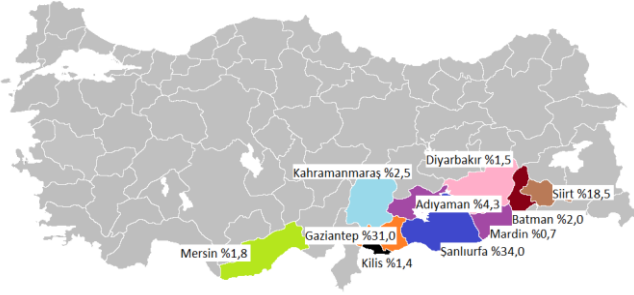 Diyarbakır %1,5
Kahramanmaraş %2,5
Siirt %18,5
Adıyaman %4,3
Batman %2,0
Gaziantep %31,0
Mardin %0,7
Mersin %1,8
Şanlıurfa %34,0
Kilis %1,4